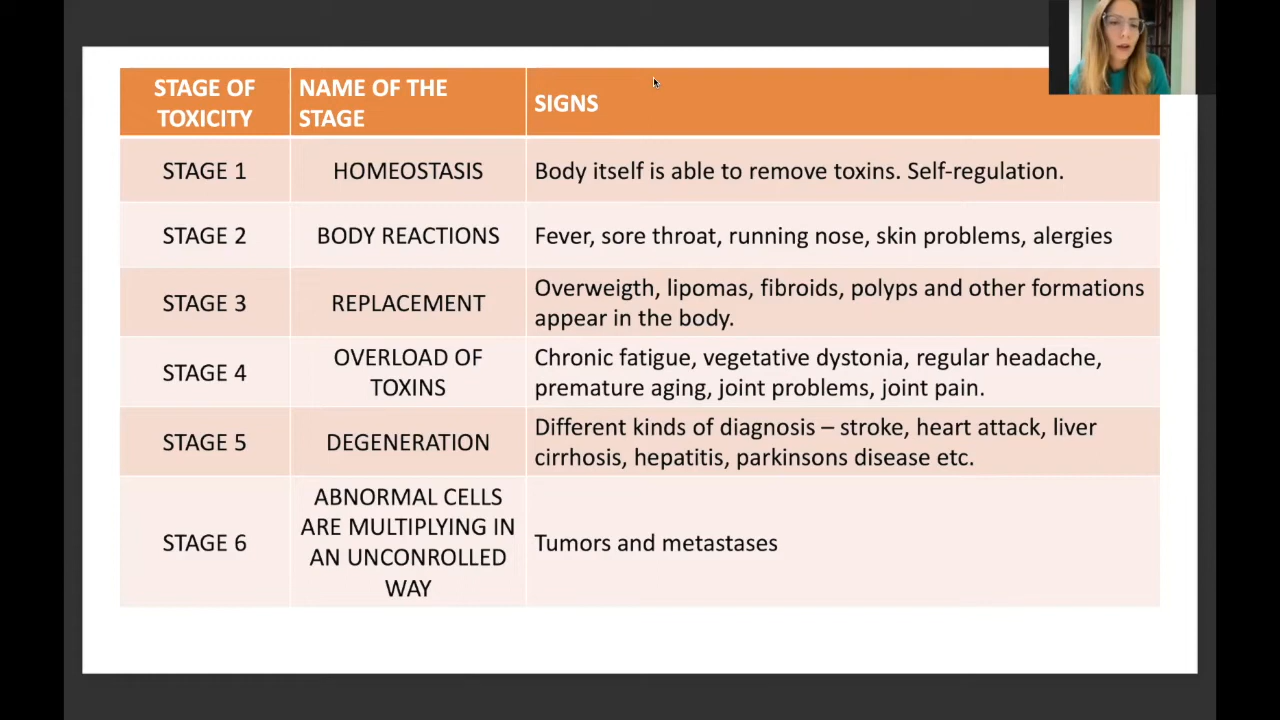 STAGE OF
TOXICITY
NAME OF THE
STAGE
SIGNS
STAGE 1
HOMEOSTASIS
Body itself is able to remove toxins. Self-regulation.
STAGE 2
BODY REACTIONS
Fever, sore throat, running nose, skin problems, alergies
STAGE 3
REPLACEMENT
Overweigth, lipomas, fibroids, polyps and other formations
appear in the body.
STAGE 4
OVERLOAD OF
TOXINS
Chronic fatigue, vegetative dystonia, regular headache,
premature aging, joint problems, joint pain.
STAGE 5
DEGENERATION
Different kinds of diagnosis – stroke, heart attack, liver
cirrhosis, hepatitis, parkinsons disease etc.
STAGE 6
ABNORMAL CELLS
ARE MULTIPLYING IN
AN UNCONROLLED
WAY
Tumors and metastases